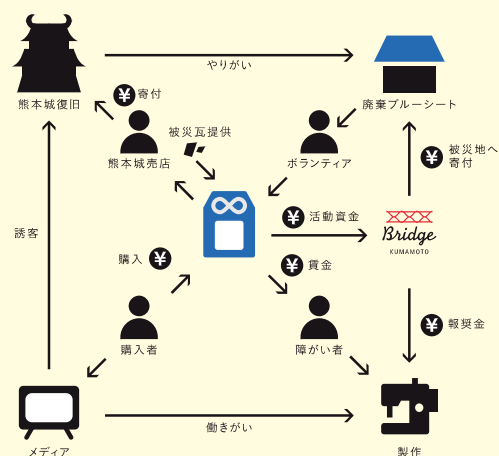 やりがい
熊本城復旧
廃棄ブルーシート
¥ 寄付
被災瓦提供
熊本城売店
ボランティア
¥ 被災地へ
寄付
誘客
¥ 活動資金
Bridge
KUMAMOTO
購入 ¥
¥ 賃金
¥ 報奨金
購入者
障がい者
働きがい
メディア
製作